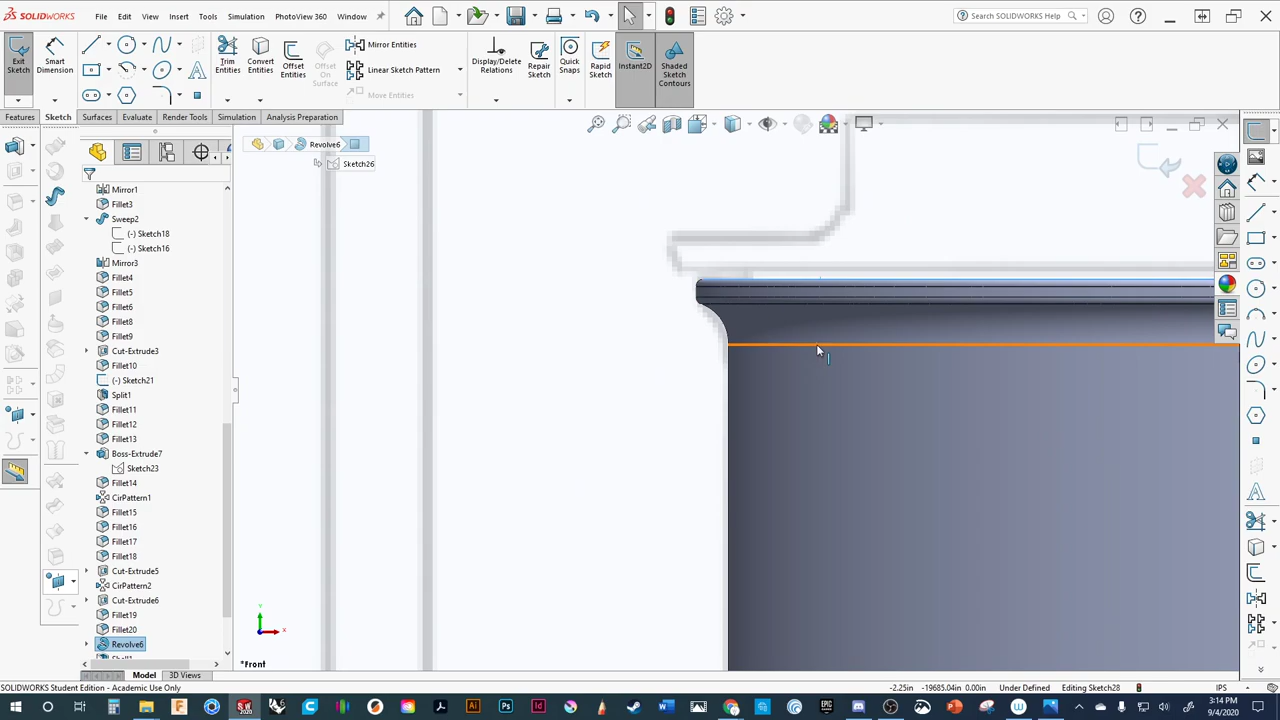 SOLIDWORKS
File Edit View Insert Tools Simulation PhotoView 360 Window
Search SOLIDWORKS Help
Exit Sketch
Smart Dimension
Trim Entities
Convert Entities
Offset Entities
Offset On Surface
Mirror Entities
Linear Sketch Pattern
Move Entities
Display/Delete Relations
Repair Sketch
Quick Snaps
Rapid Sketch
Instant2D
Shaded Sketch Contours
Features Sketch Surfaces Evaluate Render Tools Simulation Analysis Preparation
Revolve6
Sketch26
Mirror1
Fillet3
Sweep2
(-) Sketch18
(-) Sketch16
Mirror3
Fillet4
Fillet5
Fillet6
Fillet8
Fillet9
Cut-Extrude3
Fillet10
(-) Sketch21
Split1
Fillet11
Fillet12
Fillet13
Boss-Extrude7
Sketch23
Fillet14
CirPattern1
Fillet15
Fillet16
Fillet17
Fillet18
Cut-Extrude5
CirPattern2
Cut-Extrude6
Fillet19
Fillet20
Revolve6
Shell1
Y
X
*Front
Model 3D Views
SOLIDWORKS Student Edition - Academic Use Only
-2.25in -19685.04in 0.00in Under Defined Editing Sketch28 IPS
3:14 PM
9/4/2020